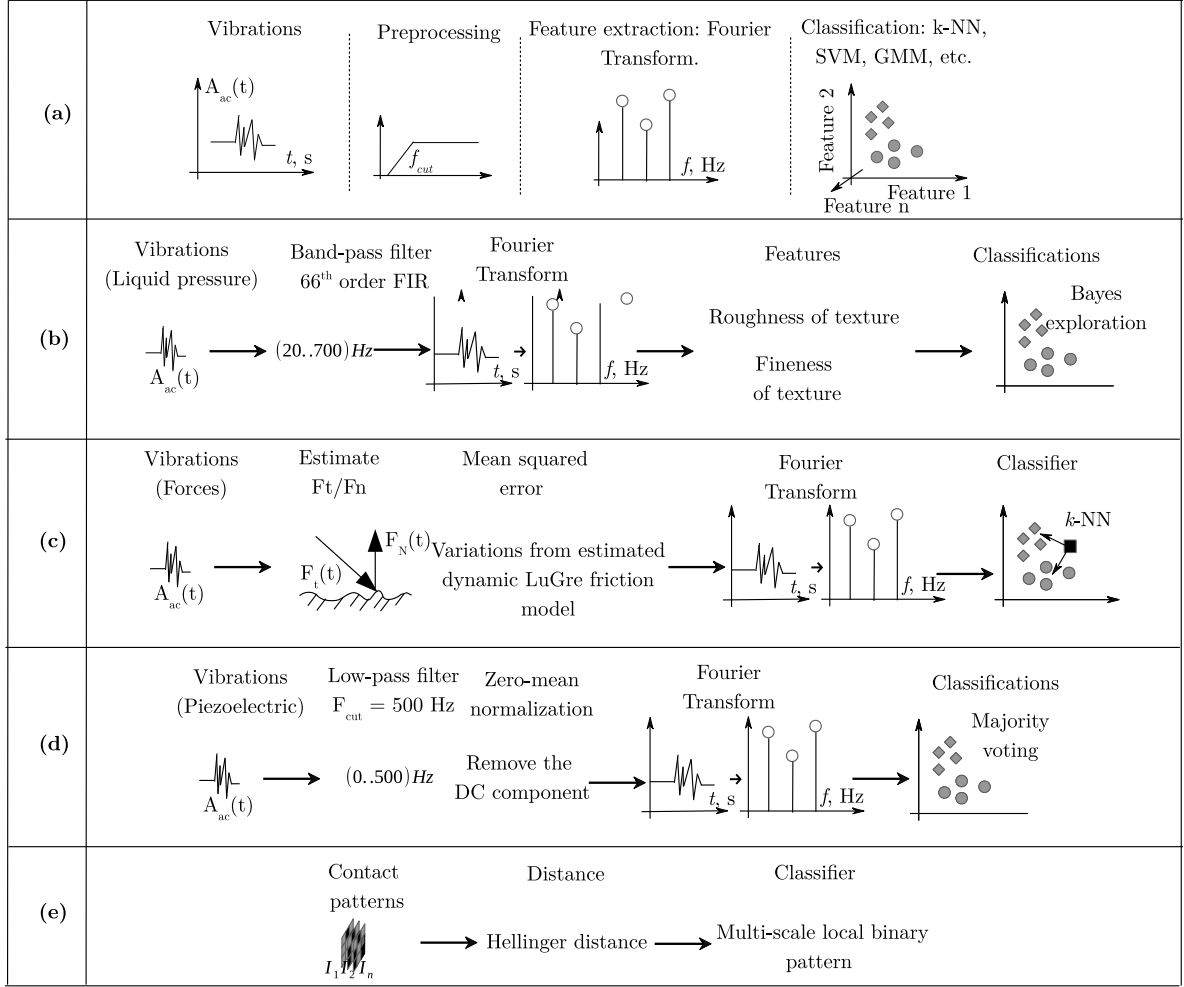 (a)
Vibrations
A_ac(t)
t, s
Preprocessing
f_cut
Feature extraction: Fourier
Transform.
f, Hz
Classification: k-NN,
SVM, GMM, etc.
Feature 2
Feature 1
Feature n
(b)
Vibrations
(Liquid pressure)
A_ac(t)
Band-pass filter
66th order FIR
(20..700)Hz
Fourier
Transform
t, s
f, Hz
Features
Roughness of texture
Fineness
of texture
Classifications
Bayes
exploration
(c)
Vibrations
(Forces)
A_ac(t)
Estimate
Ft/Fn
F_N(t)
F_t(t)
Mean squared
error
Variations from estimated
dynamic LuGre friction
model
Fourier
Transform
t, s
f, Hz
Classifier
k-NN
(d)
Vibrations
(Piezoelectric)
A_ac(t)
Low-pass filter
F_cut = 500 Hz
(0..500)Hz
Zero-mean
normalization
Remove the
DC component
Fourier
Transform
t, s
f, Hz
Classifications
Majority
voting
(e)
Contact
patterns
I1 I2 In
Distance
Hellinger distance
Classifier
Multi-scale local binary
pattern